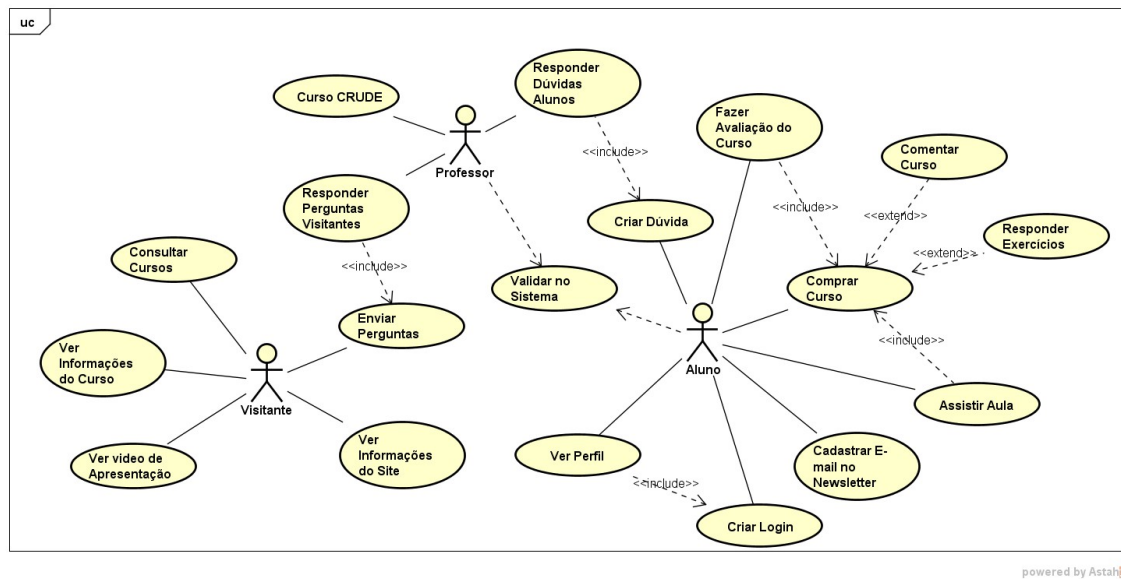 uc
Curso CRUDE
Responder
Dúvidas
Alunos
Fazer
Avaliação do
Curso
Comentar
Curso
<<include>>
Professor
Responder
Perguntas
Visitantes
Criar Dúvida
<<include>>
<<extend>>
Responder
Exercícios
<<extend>>
Consultar
Cursos
<<include>>
Validar no
Sistema
Comprar
Curso
Enviar
Perguntas
<<include>>
Ver
Informações
do Curso
Visitante
Aluno
Assistir Aula
Ver video de
Apresentação
Ver
Informações
do Site
Ver Perfil
Cadastrar E-
mail no
Newsletter
<<include>>
Criar Login
powered by Astah